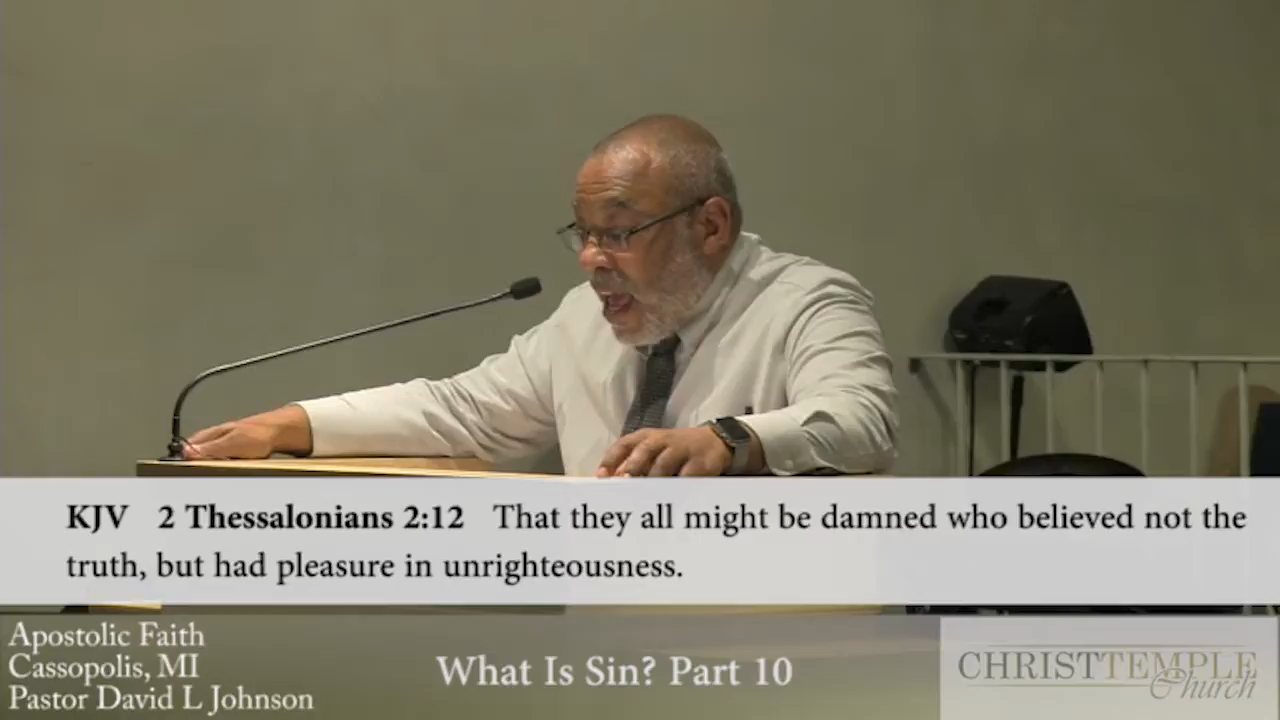 KJV 2 Thessalonians 2:12 That they all might be damned who believed not the
truth, but had pleasure in unrighteousness.
Apostolic Faith
Cassopolis, MI
Pastor David L Johnson
What Is Sin? Part 10
CHRISTTEMPLE
Church